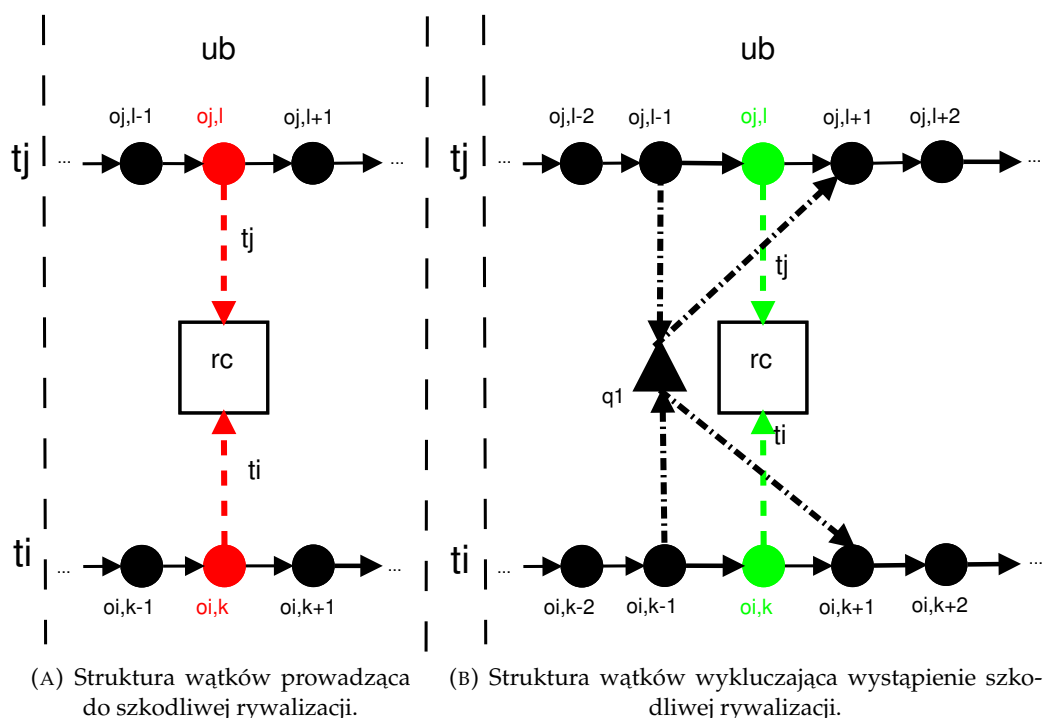 ub
oj,l-1 oj,l oj,l+1
tj ... ...
tj
rc
ti
ti ... ...
oi,k-1 oi,k oi,k+1
(A) Struktura wątków prowadząca
do szkodliwej rywalizacji.
ub
oj,l-2 oj,l-1 oj,l oj,l+1 oj,l+2
tj ... ...
tj
rc
q1
ti
ti ... ...
oi,k-2 oi,k-1 oi,k oi,k+1 oi,k+2
(B) Struktura wątków wykluczająca wystąpienie szko-
dliwej rywalizacji.